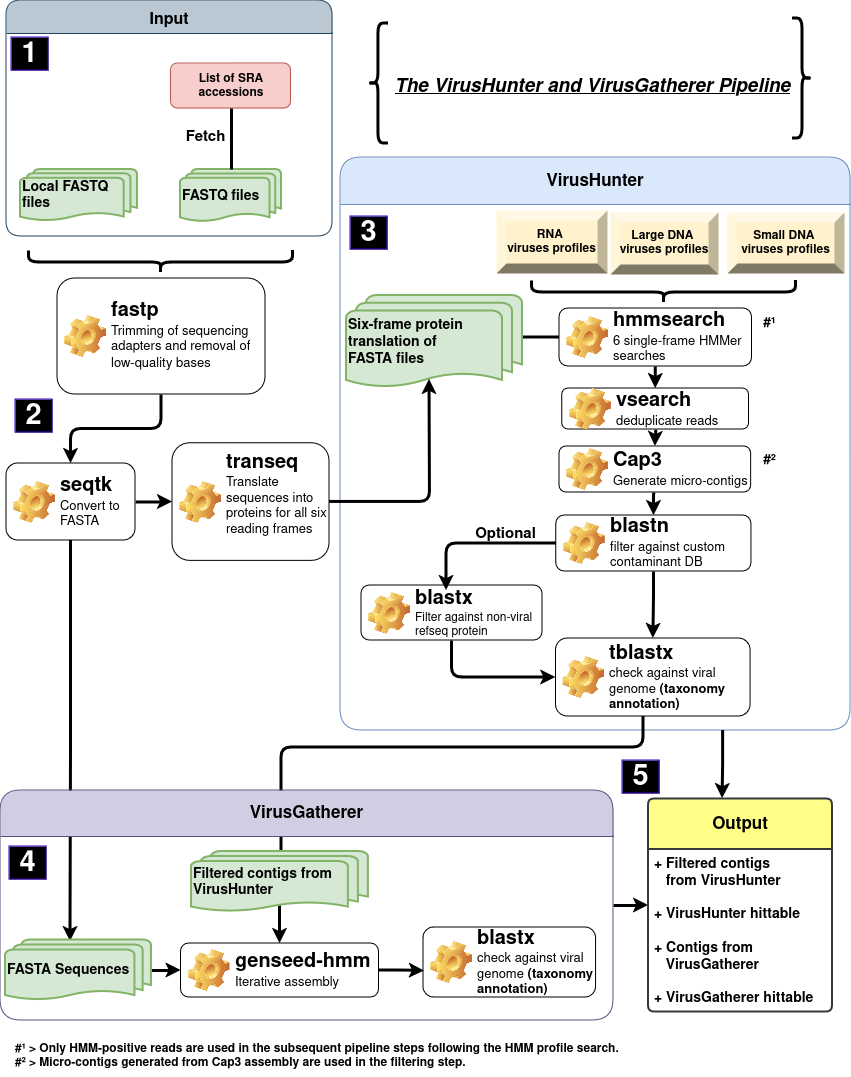 Input
1
List of SRA
accessions
Fetch
Local FASTQ
files
FASTQ files
The VirusHunter and VirusGatherer Pipeline
fastp
Trimming of sequencing
adapters and removal of
low-quality bases
2
seqtk
Convert to
FASTA
transeq
Translate
sequences into
proteins for all six
reading frames
VirusHunter
3
RNA
viruses profiles
Large DNA
viruses profiles
Small DNA
viruses profiles
Six-frame protein
translation of
FASTA files
hmmsearch
6 single-frame HMMer
searches
#¹
vsearch
deduplicate reads
Cap3
Generate micro-contigs
#²
blastn
filter against custom
contaminant DB
Optional
blastx
Filter against non-viral
refseq protein
tblastx
check against viral
genome (taxonomy
annotation)
VirusGatherer
4
Filtered contigs from
VirusHunter
FASTA Sequences
genseed-hmm
Iterative assembly
blastx
check against viral
genome (taxonomy
annotation)
5
Output
+ Filtered contigs
from VirusHunter
+ VirusHunter hittable
+ Contigs from
VirusGatherer
+ VirusGatherer hittable
#¹ > Only HMM-positive reads are used in the subsequent pipeline steps following the HMM profile search.
#² > Micro-contigs generated from Cap3 assembly are used in the filtering step.